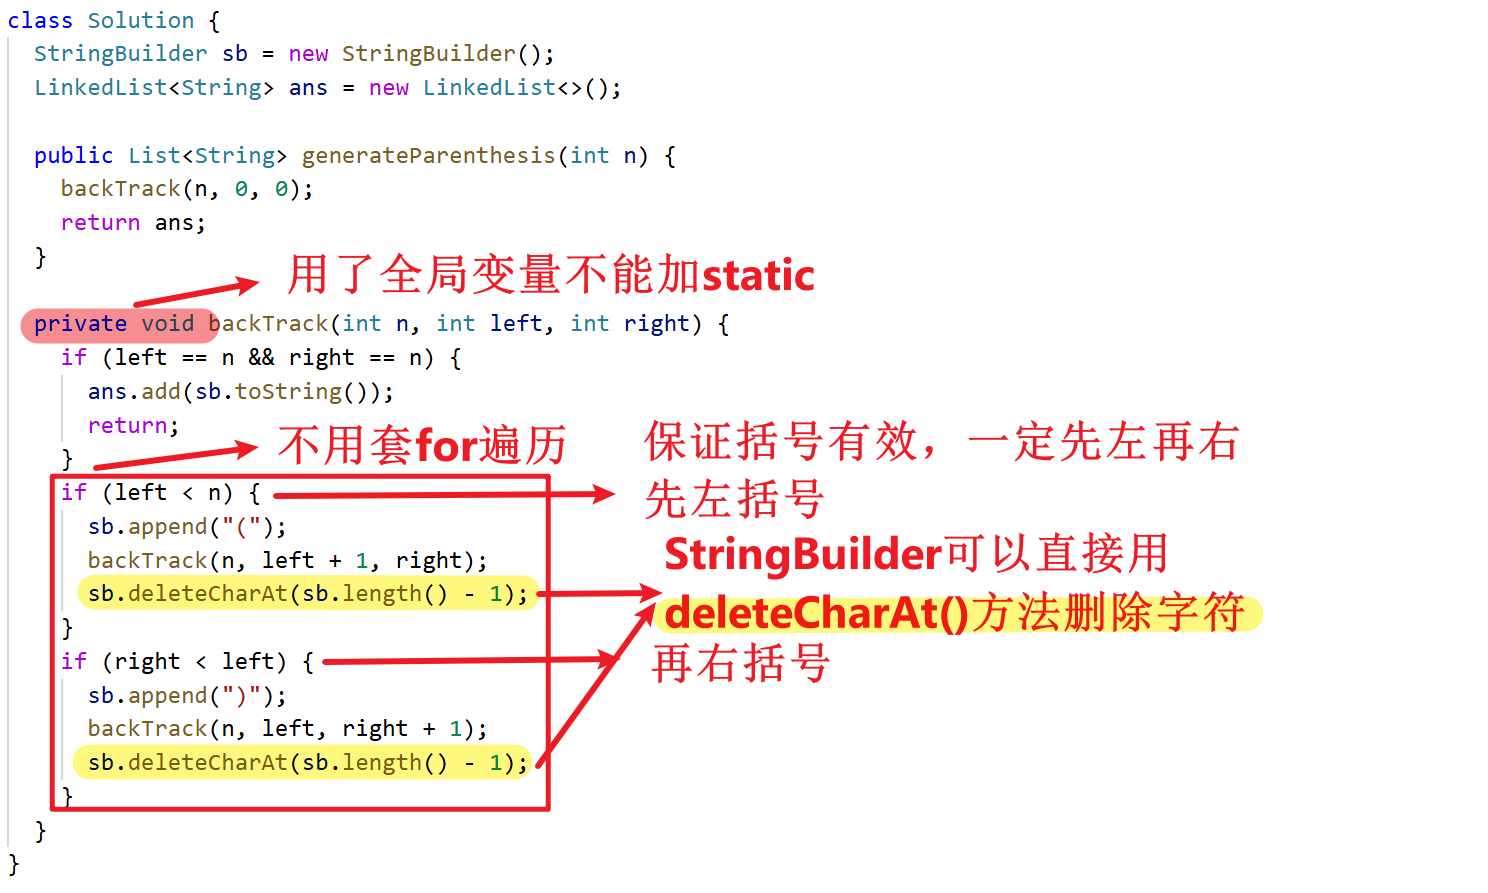 class Solution {
StringBuilder sb = new StringBuilder();
LinkedList<String> ans = new LinkedList<>();
public List<String> generateParenthesis(int n) {
backTrack(n, 0, 0);
return ans;
}
用了全局变量不能加static
private void backTrack(int n, int left, int right) {
if (left == n && right == n) {
ans.add(sb.toString());
return;
}
不用套for遍历
保证括号有效，一定先左再右
if (left < n) {
先左括号
sb.append("(");
backTrack(n, left + 1, right);
StringBuilder可以直接用
sb.deleteCharAt(sb.length() - 1);
deleteCharAt()方法删除字符
}
if (right < left) {
再右括号
sb.append(")");
backTrack(n, left, right + 1);
sb.deleteCharAt(sb.length() - 1);
}
}
}